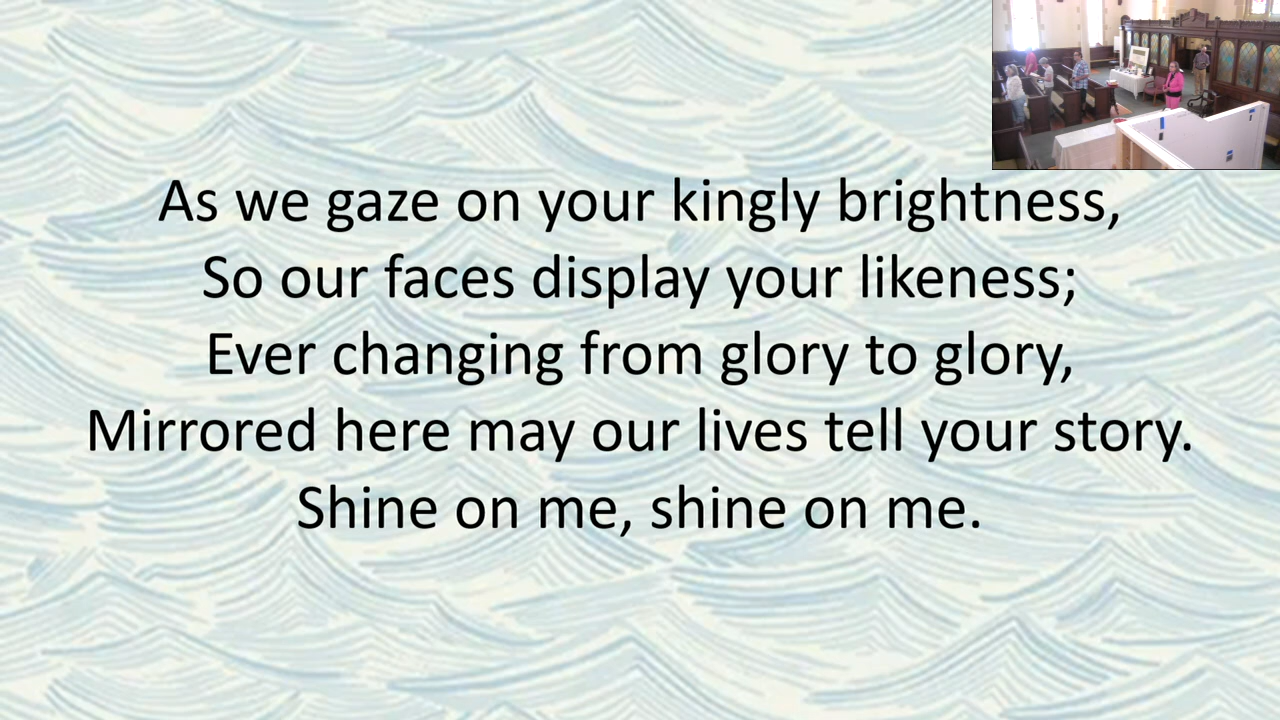 As we gaze on your kingly brightness,
So our faces display your likeness;
Ever changing from glory to glory,
Mirrored here may our lives tell your story.
Shine on me, shine on me.